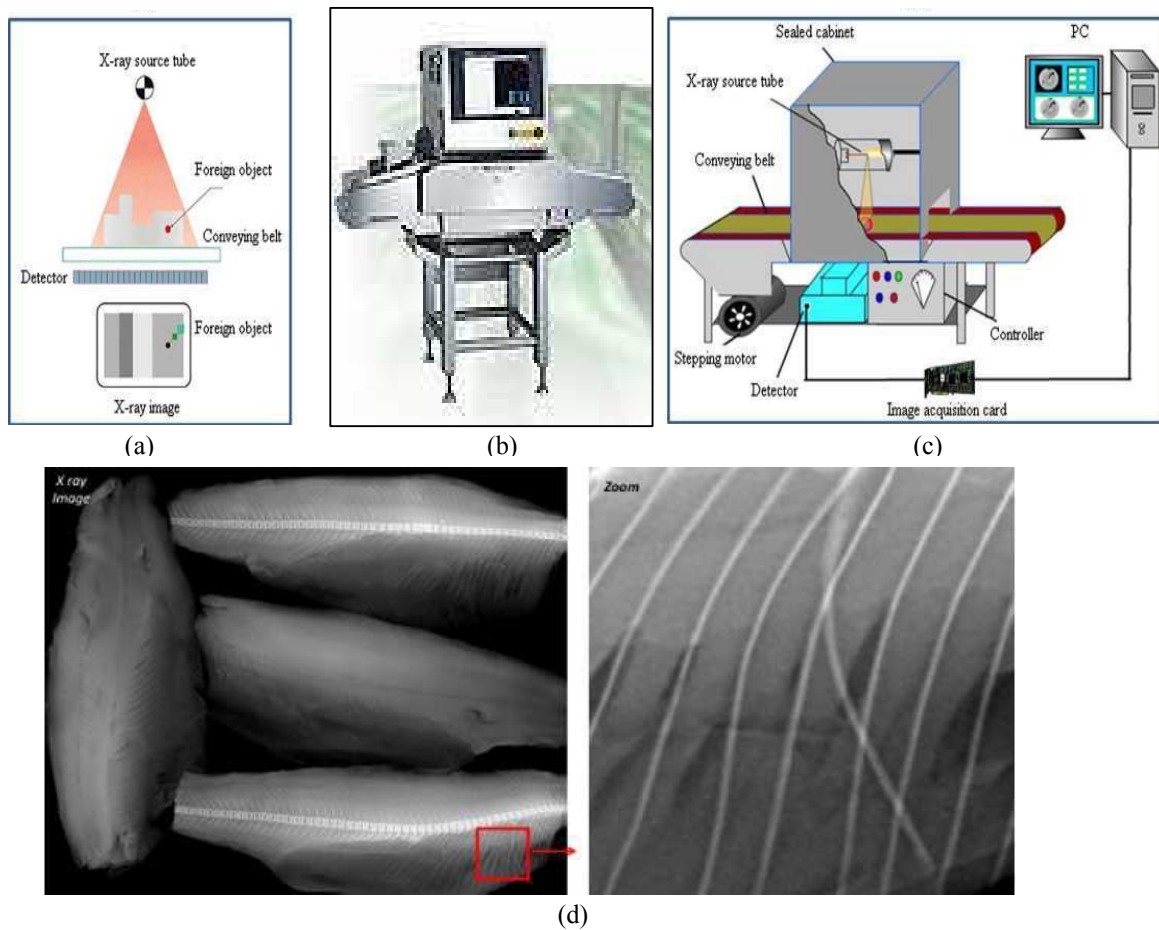 X-ray source tube
Foreign object
Conveying belt
Detector
Foreign object
X-ray image
(a)
(b)
Sealed cabinet
PC
X-ray source tube
Conveying belt
Stepping motor
Controller
Detector
Image acquisition card
(c)
X ray
Image
Zoom
(d)